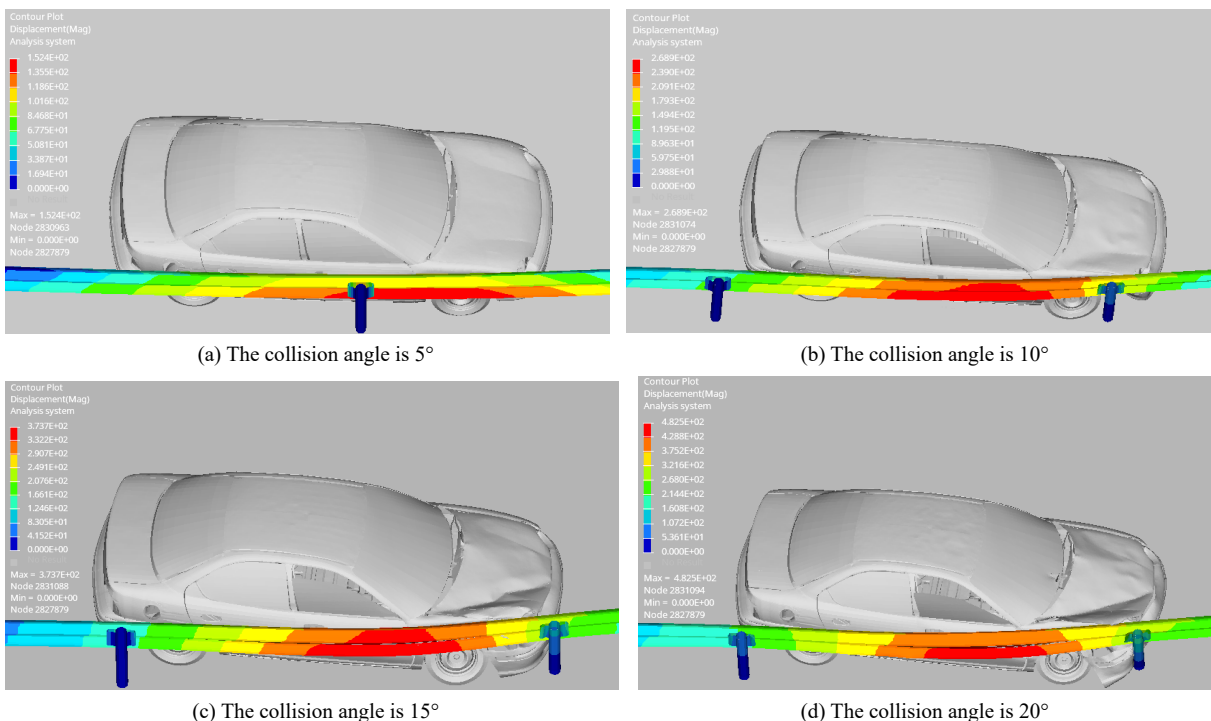 Contour Plot
Displacement(Mag)
Analysis system
1.524E+02
1.355E+02
1.186E+02
1.016E+02
8.468E+01
6.775E+01
5.081E+01
3.387E+01
1.694E+01
0.000E+00
Max = 1.524E+02
Node 2830963
Min = 0.000E+00
Node 2827879
(a) The collision angle is 5°
Contour Plot
Displacement(Mag)
Analysis system
2.689E+02
2.390E+02
2.091E+02
1.793E+02
1.494E+02
1.195E+02
8.963E+01
5.975E+01
2.988E+01
0.000E+00
Max = 2.689E+02
Node 2831074
Min = 0.000E+00
Node 2827879
(b) The collision angle is 10°
Contour Plot
Displacement(Mag)
Analysis system
3.737E+02
3.322E+02
2.907E+02
2.491E+02
2.076E+02
1.661E+02
1.246E+02
8.305E+01
4.152E+01
0.000E+00
Max = 3.737E+02
Node 2831088
Min = 0.000E+00
Node 2827879
(c) The collision angle is 15°
Contour Plot
Displacement(Mag)
Analysis system
4.825E+02
4.288E+02
3.752E+02
3.216E+02
2.680E+02
2.144E+02
1.608E+02
1.072E+02
5.361E+01
0.000E+00
Max = 4.825E+02
Node 2831094
Min = 0.000E+00
Node 2827879
(d) The collision angle is 20°